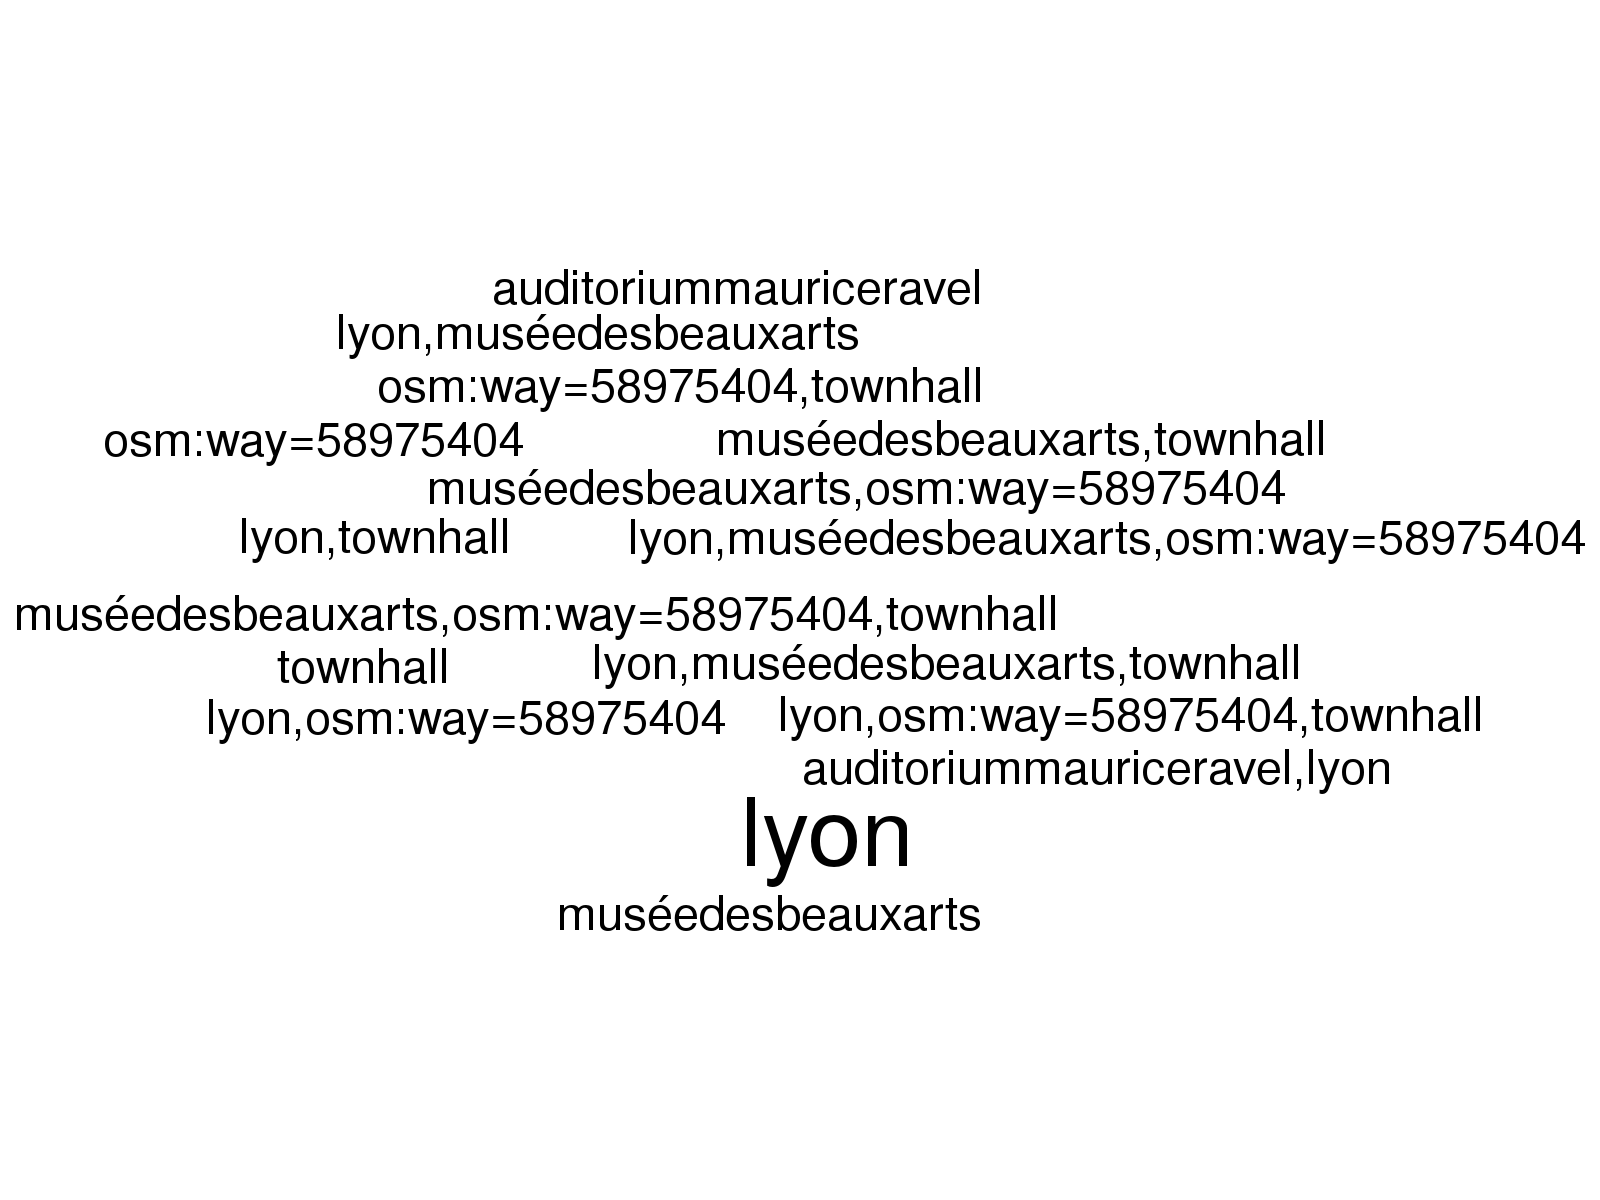 auditoriummauriceravel
lyon,muséedesbeauxarts
osm:way=58975404,townhall
osm:way=58975404 muséedesbeauxarts,townhall
muséedesbeauxarts,osm:way=58975404
lyon,townhall lyon,muséedesbeauxarts,osm:way=58975404
muséedesbeauxarts,osm:way=58975404,townhall
townhall lyon,muséedesbeauxarts,townhall
lyon,osm:way=58975404 lyon,osm:way=58975404,townhall
auditoriummauriceravel,lyon
lyon
muséedesbeauxarts